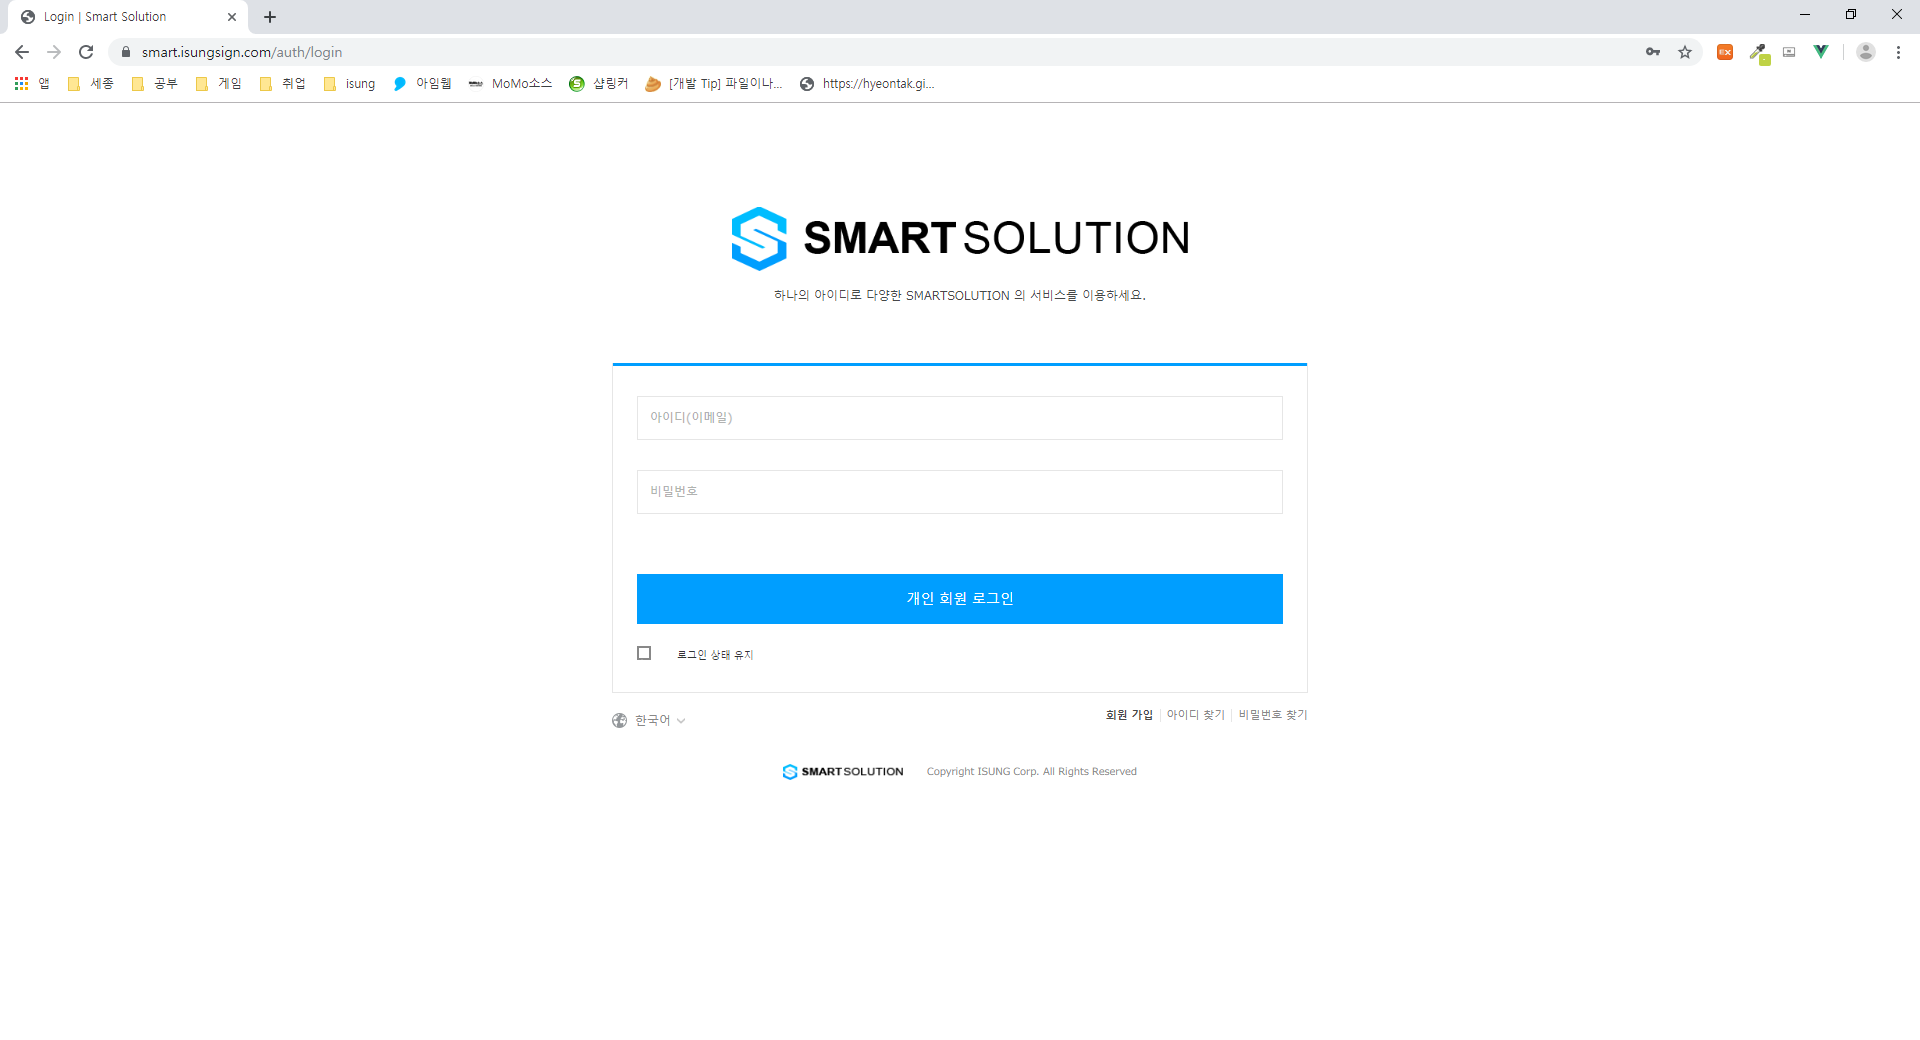 Login | Smart Solution
smart.isungsign.com/auth/login
앱 세종 공부 게임 취업 isung 아임웹 MoMo소스 샵링커 [개발 Tip] 파일이나... https://hyeontak.gi...
SMART SOLUTION
하나의 아이디로 다양한 SMARTSOLUTION 의 서비스를 이용하세요.
아이디(이메일)
비밀번호
개인 회원 로그인
로그인 상태 유지
한국어
회원 가입 아이디 찾기 비밀번호 찾기
SMART SOLUTION Copyright ISUNG Corp. All Rights Reserved